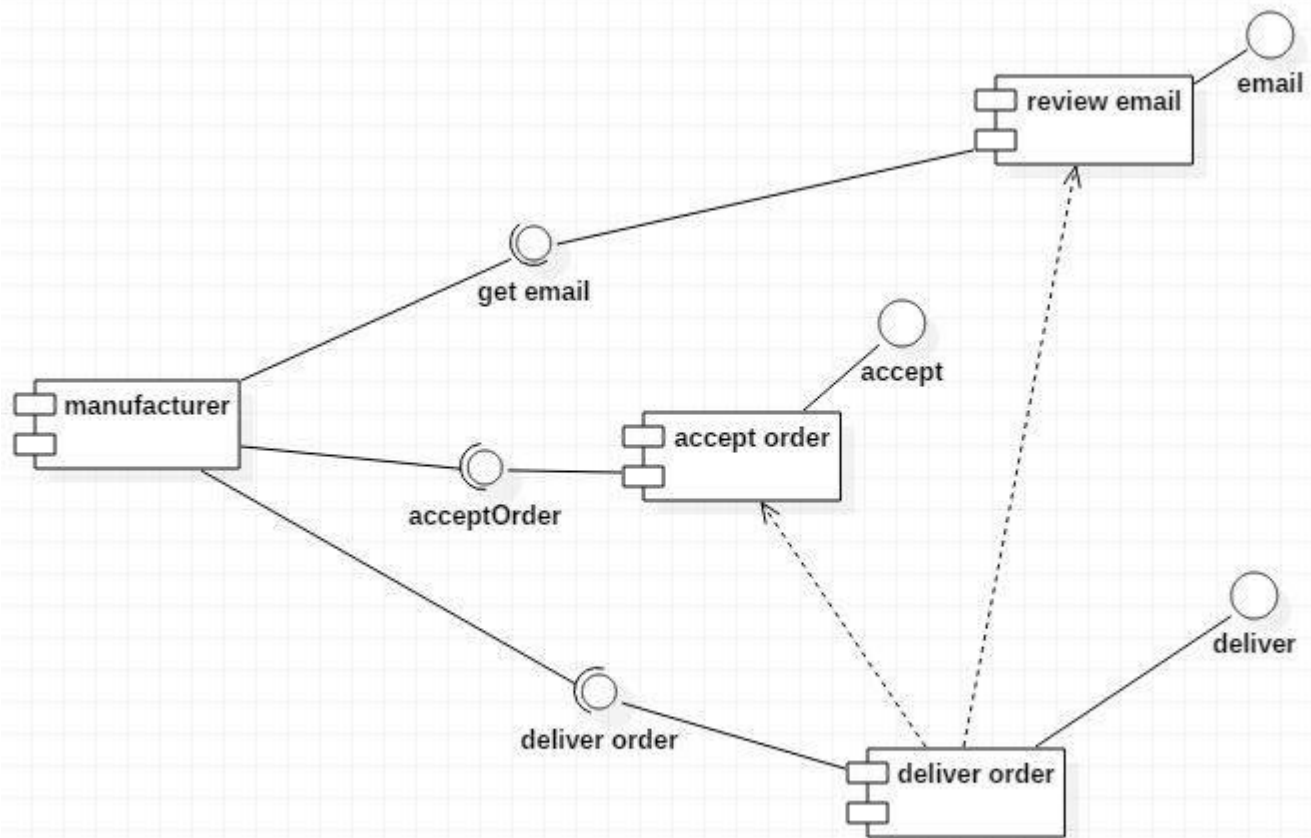 email
review email
get email
accept
manufacturer
accept order
acceptOrder
deliver
deliver order
deliver order